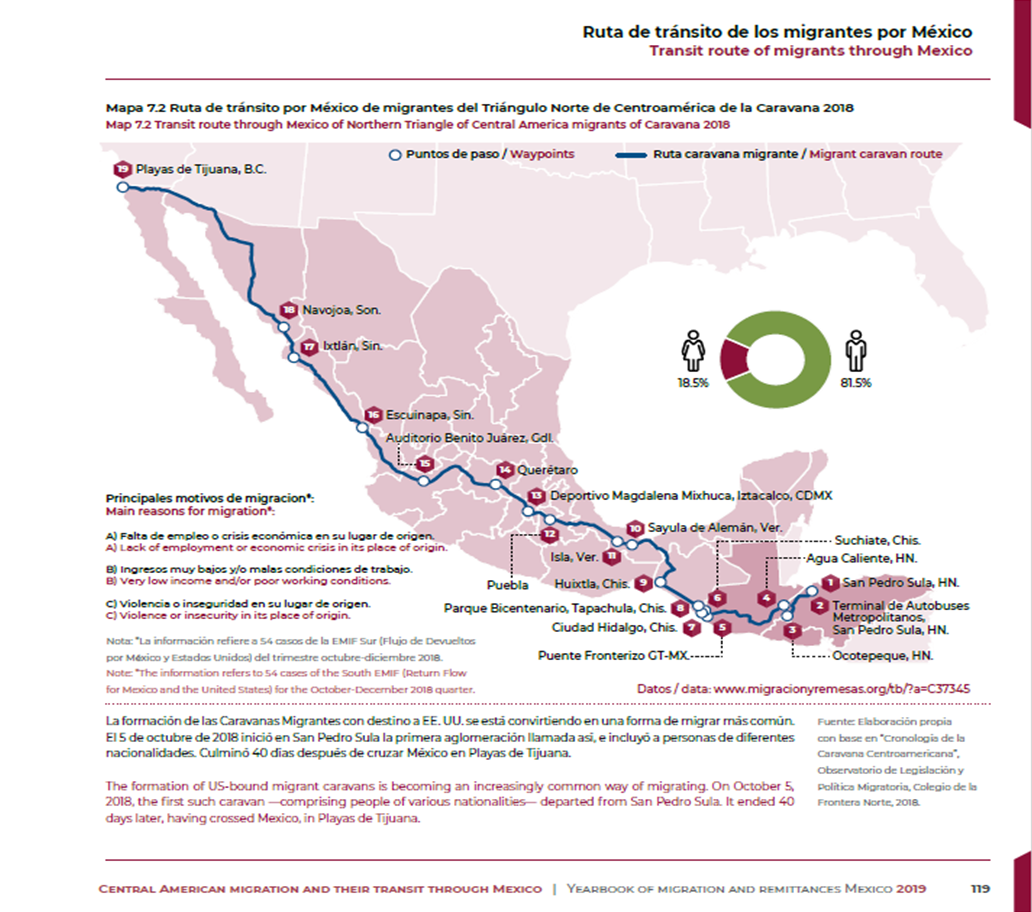 Ruta de tránsito de los migrantes por México
Transit route of migrants through Mexico
Mapa 7.2 Ruta de tránsito por México de migrantes del Triángulo Norte de Centroamérica de la Caravana 2018
Map 7.2 Transit route through Mexico of Northern Triangle of Central America migrants of Caravana 2018
Puntos de paso / Waypoints
Ruta caravana migrante / Migrant caravan route
19 Playas de Tijuana, B.C.
18 Navojoa, Son.
17 Ixtlán, Sin.
18.5%
81.5%
16 Escuinapa, Sin.
Auditorio Benito Juárez, Gdl.
15
14 Querétaro
13 Deportivo Magdalena Mixhuca, Iztacalco, CDMX
10 Sayula de Alemán, Ver.
12
Puebla
Isla, Ver. 11
Huixtla, Chis. 9
Suchiate, Chis.
6
Agua Caliente, HN.
4
1 San Pedro Sula, HN.
2 Terminal de Autobuses
Metropolitanos,
San Pedro Sula, HN.
Parque Bicentenario, Tapachula, Chis. 8
Ciudad Hidalgo, Chis. 7
5
Puente Fronterizo GT-MX.
3
Ocotepeque, HN.
Principales motivos de migracion*:
Main reasons for migration*:
A) Falta de empleo o crisis económica en su lugar de origen.
A) Lack of employment or economic crisis in its place of origin.
B) Ingresos muy bajos y/o malas condiciones de trabajo.
B) Very low income and/or poor working conditions.
C) Violencia o inseguridad en su lugar de origen.
C) Violence or insecurity in its place of origin.
Nota: *La información refiere a 54 casos de la EMIF Sur (Flujo de Devueltos
por México y Estados Unidos) del trimestre octubre-diciembre 2018.
Note: *The information refers to 54 cases of the South EMIF (Return Flow
for Mexico and the United States) for the October-December 2018 quarter.
Datos / data: www.migracionyremesas.org/tb/?a=C37345
La formación de las Caravanas Migrantes con destino a EE. UU. se está convirtiendo en una forma de migrar más común.
El 5 de octubre de 2018 inició en San Pedro Sula la primera aglomeración llamada asi, e incluyó a personas de diferentes
nacionalidades. Culminó 40 días después de cruzar México en Playas de Tijuana.
The formation of US-bound migrant caravans is becoming an increasingly common way of migrating. On October 5,
2018, the first such caravan —comprising people of various nationalities— departed from San Pedro Sula. It ended 40
days later, having crossed Mexico, in Playas de Tijuana.
Fuente: Elaboración propia
con base en "Cronología de la
Caravana Centroamericana",
Observatorio de Legislación y
Política Migratoria, Colegio de la
Frontera Norte, 2018.
Central American migration and their transit through Mexico | Yearbook of migration and remittances Mexico 2019
119